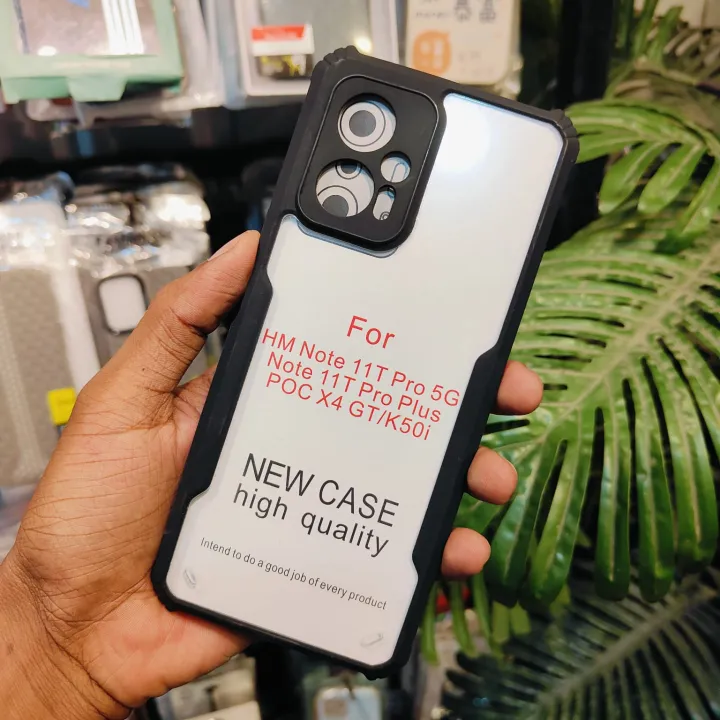 For
HM Note 11T Pro 5G
Note 11T Pro Plus
POC X4 GT/K50i
NEW CASE
high quality
Intend to do a good job of every product